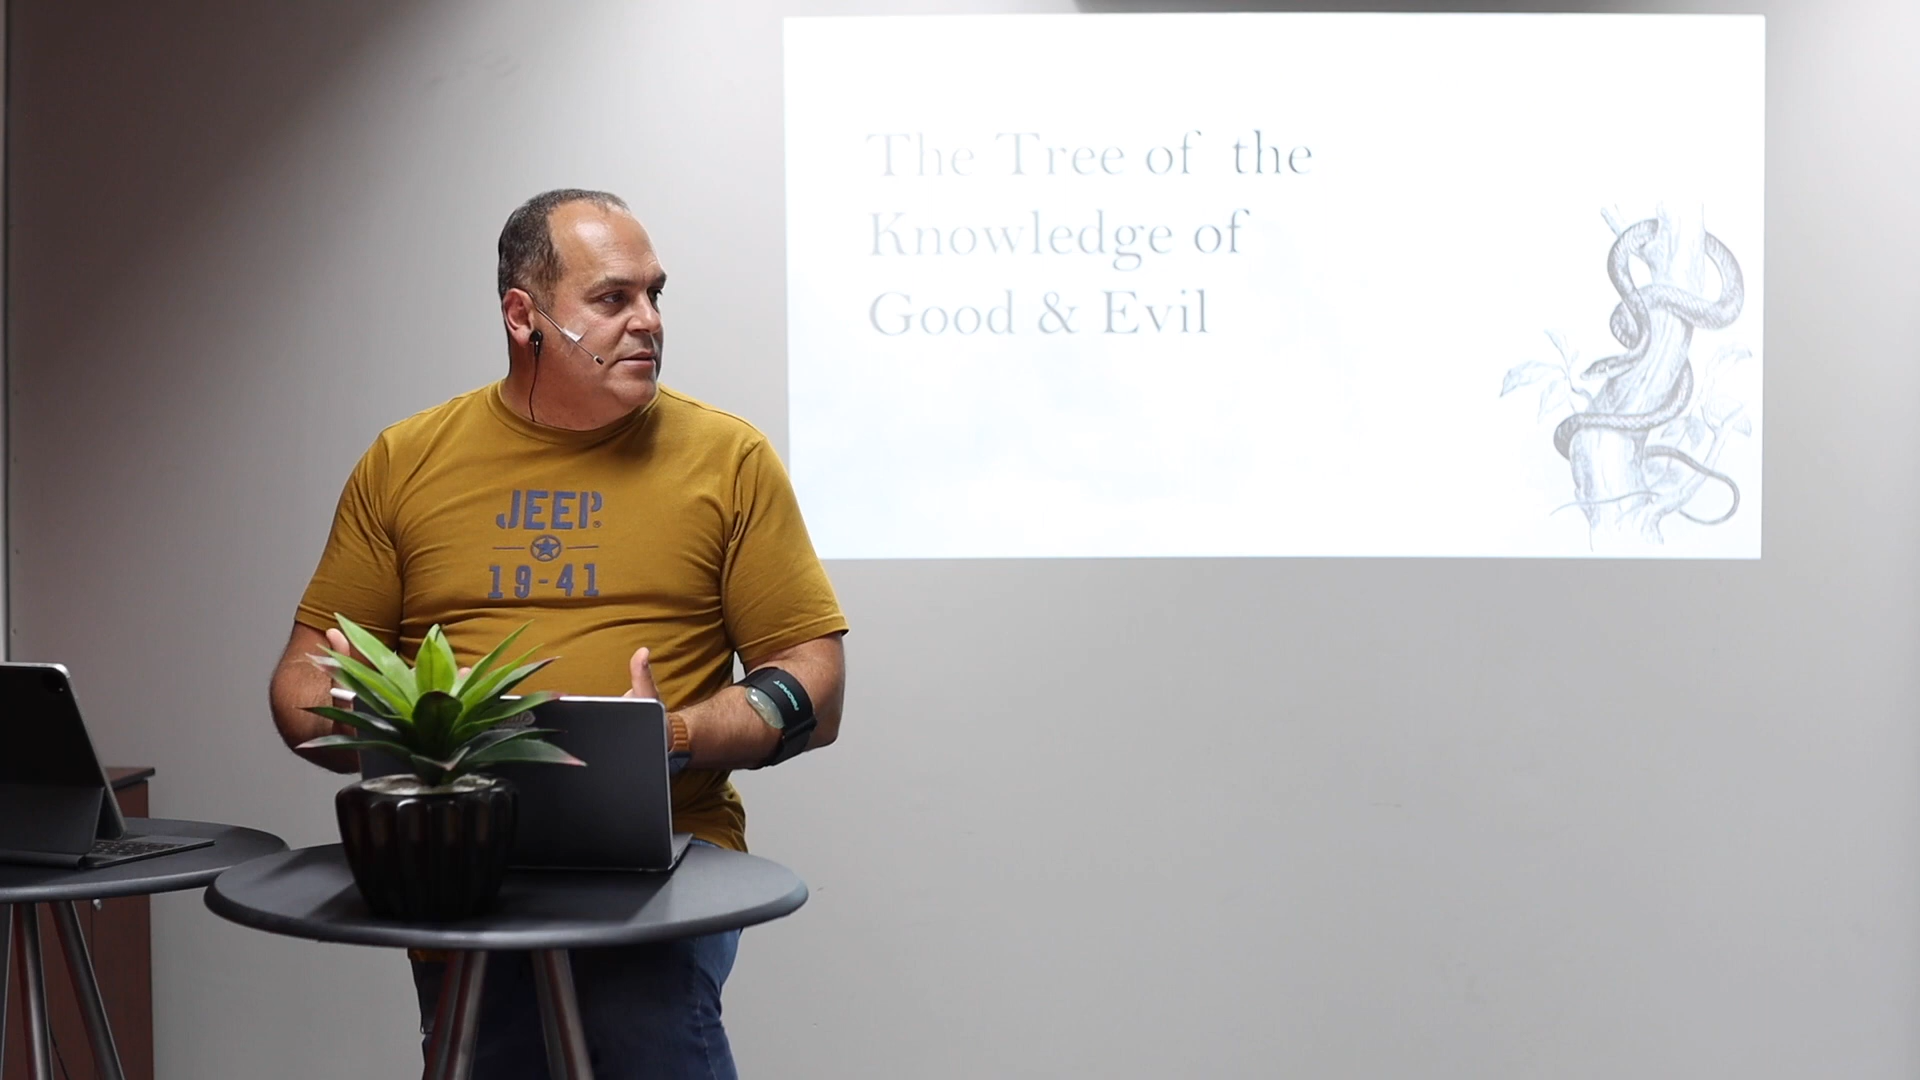 The Tree of the
Knowledge of
Good & Evil
JEEP®
19-41